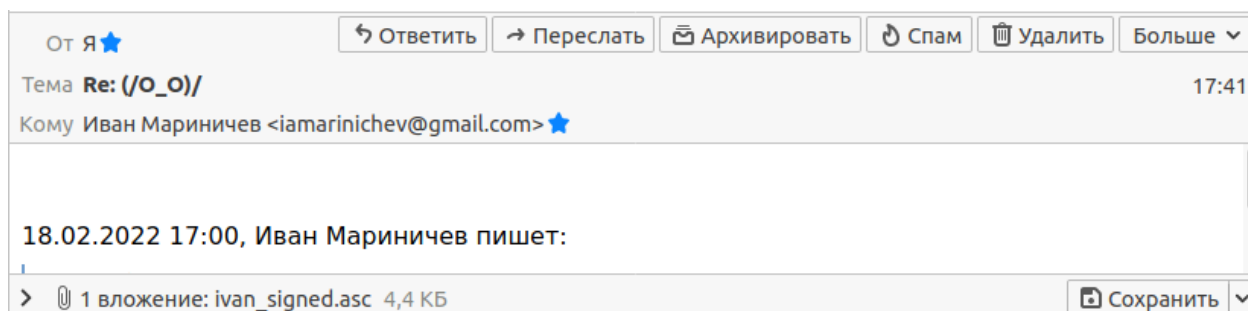 От Я Ответить Переслать Архивировать Спам Удалить Больше
Тема Re: (/O_O)/ 17:41
Кому Иван Мариничев <iamarinichev@gmail.com>
18.02.2022 17:00, Иван Мариничев пишет:
1 вложение: ivan_signed.asc 4,4 КБ Сохранить